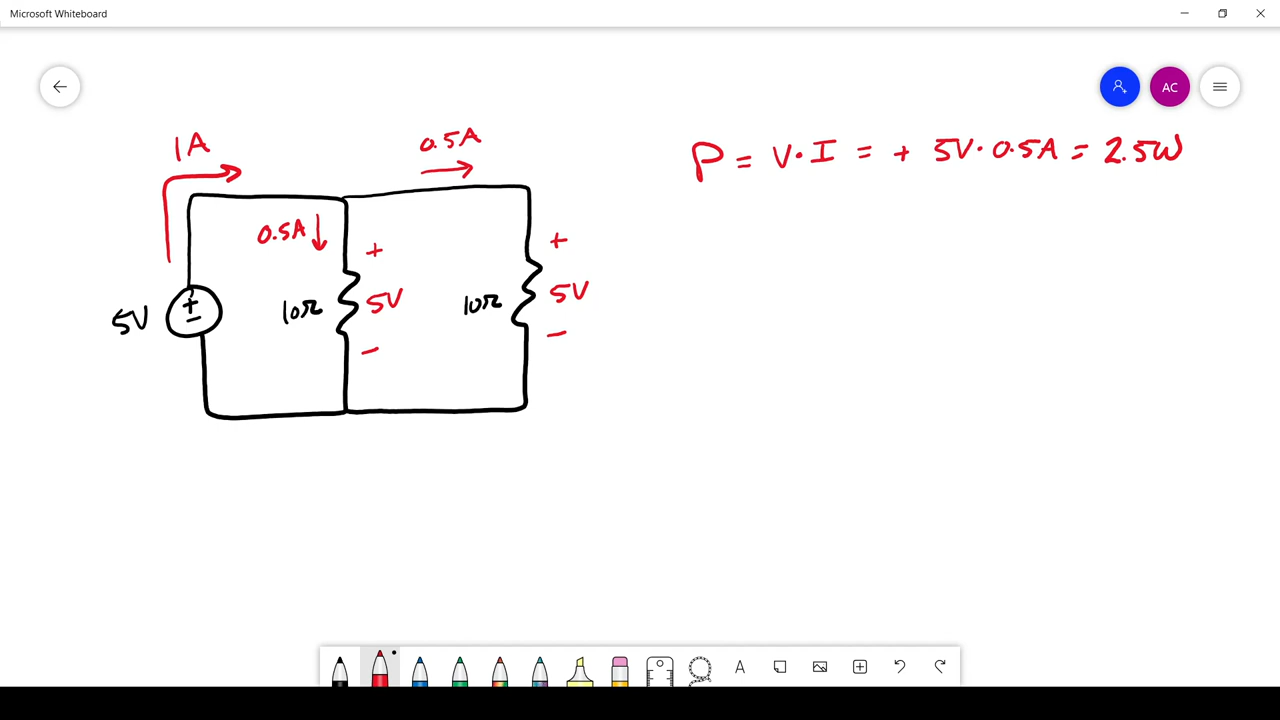 Microsoft Whiteboard
AC
1A
0.5A
P = V·I = + 5V·0.5A = 2.5W
0.5A
+
+
5V
+
-
10Ω
5V
10Ω
5V
-
-
A